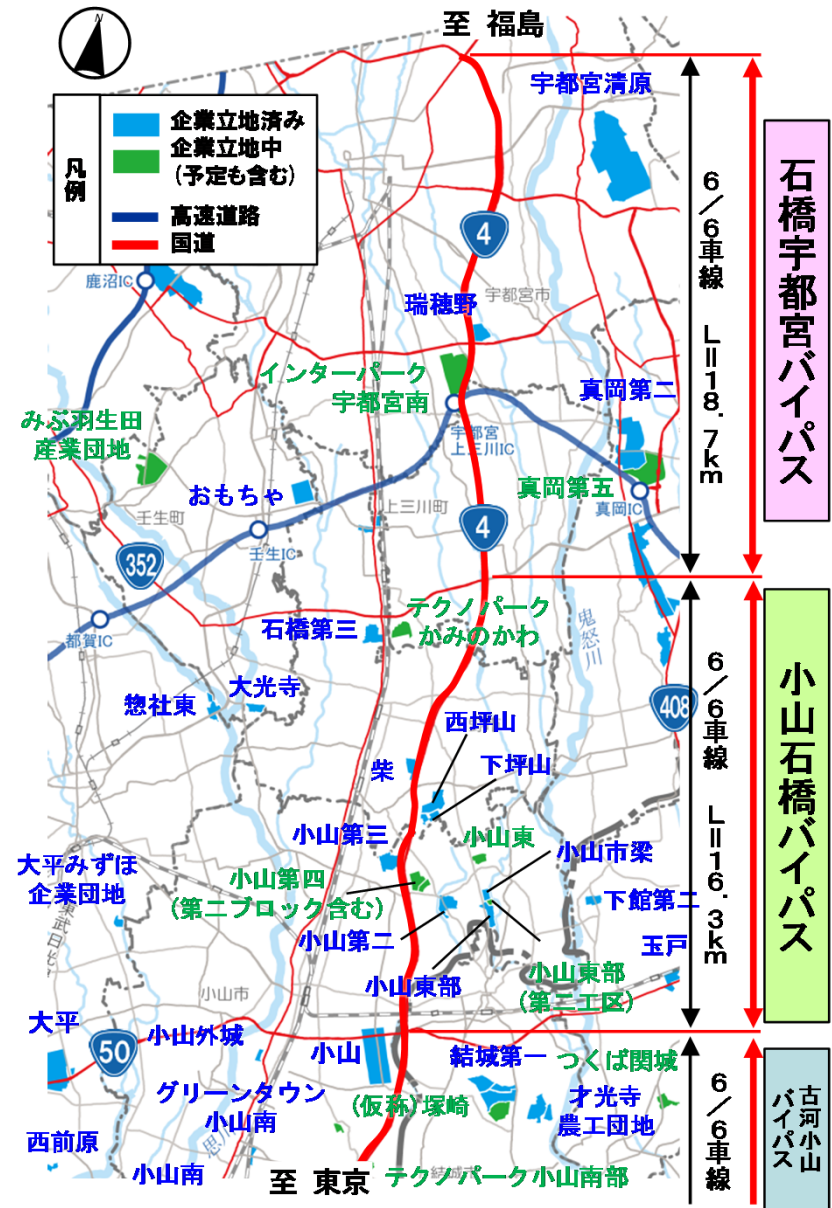 至 福島
N
凡例
企業立地済み
企業立地中
(予定も含む)
高速道路
国道
宇都宮清原
4
鹿沼IC
瑞穂野
宇都宮市
インターパーク
宇都宮南
真岡第二
みぶ羽生田
産業団地
宇都宮
上三川IC
おもちゃ
真岡第五
壬生町
上三川町
真岡IC
4
壬生IC
352
テクノパーク
かみのかわ
鬼怒川
都賀IC
石橋第三
惣社東
大光寺
408
西坪山
柴
下坪山
小山第三
小山東
小山市梁
大平みずほ
企業団地
小山第四
(第二ブロック含む)
下館第二
小山第二
玉戸
小山東部
小山東部
(第二工区)
小山市
大平
50
小山外城
小山
結城第一
つくば関城
グリーンタウン
小山南
(仮称)塚崎
才光寺
農工団地
西前原
思川
小山南
至 東京
結城市
テクノパーク小山南部
6/6車線 L=18.7km
石橋宇都宮バイパス
6/6車線 L=16.3km
小山石橋バイパス
6/6車線
古河小山
バイパス